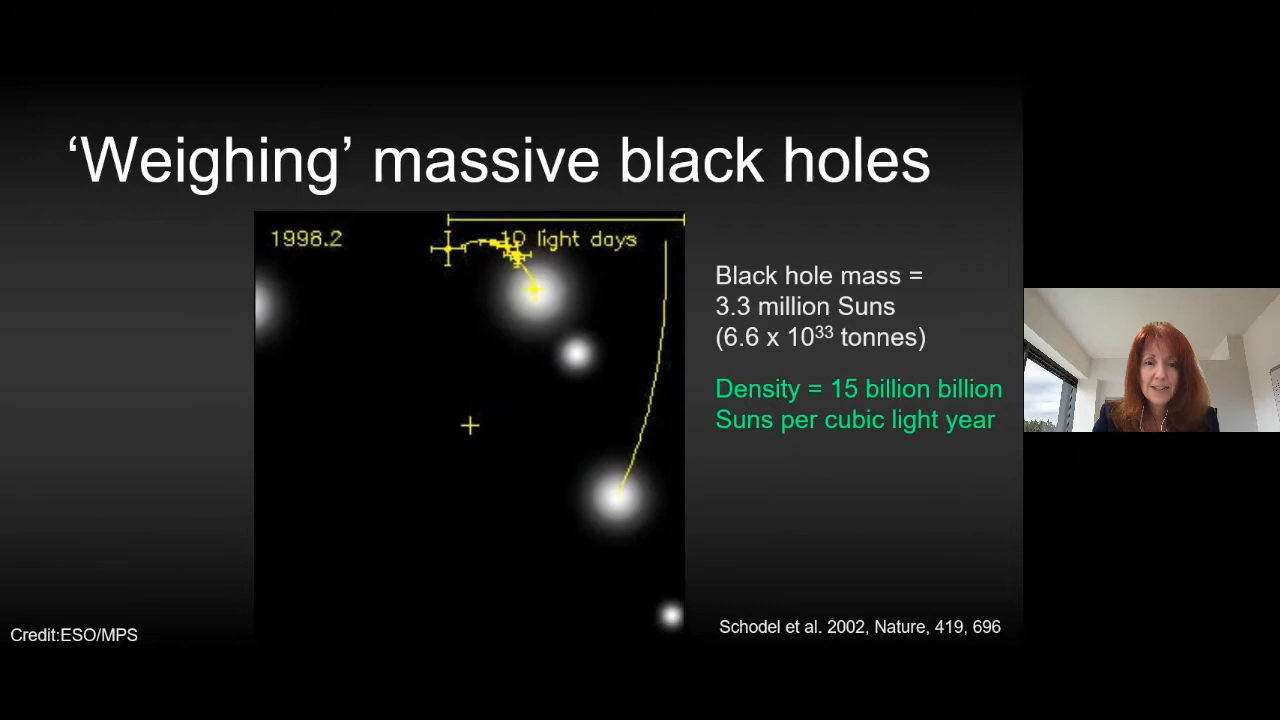 ‘Weighing’ massive black holes
1998.2
10 light days
Black hole mass =
3.3 million Suns
(6.6 x 10³³ tonnes)
Density = 15 billion billion
Suns per cubic light year
Credit:ESO/MPS
Schodel et al. 2002, Nature, 419, 696